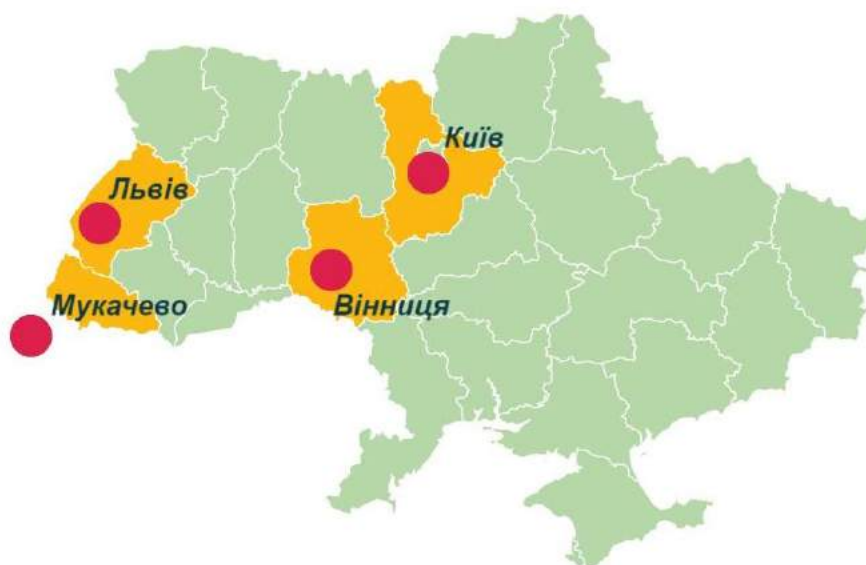 Київ
Львів
Мукачево
Вінниця